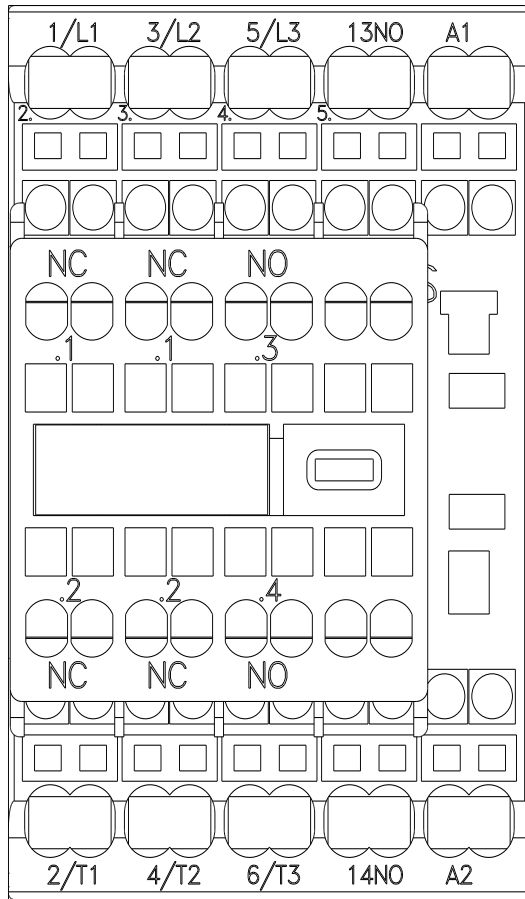 1/L1 3/L2 5/L3 13NO A1
2. 3. 4. 5.
NC NC NO
.1 .1 .3
.2 .2 .4
NC NC NO
2/T1 4/T2 6/T3 14NO A2